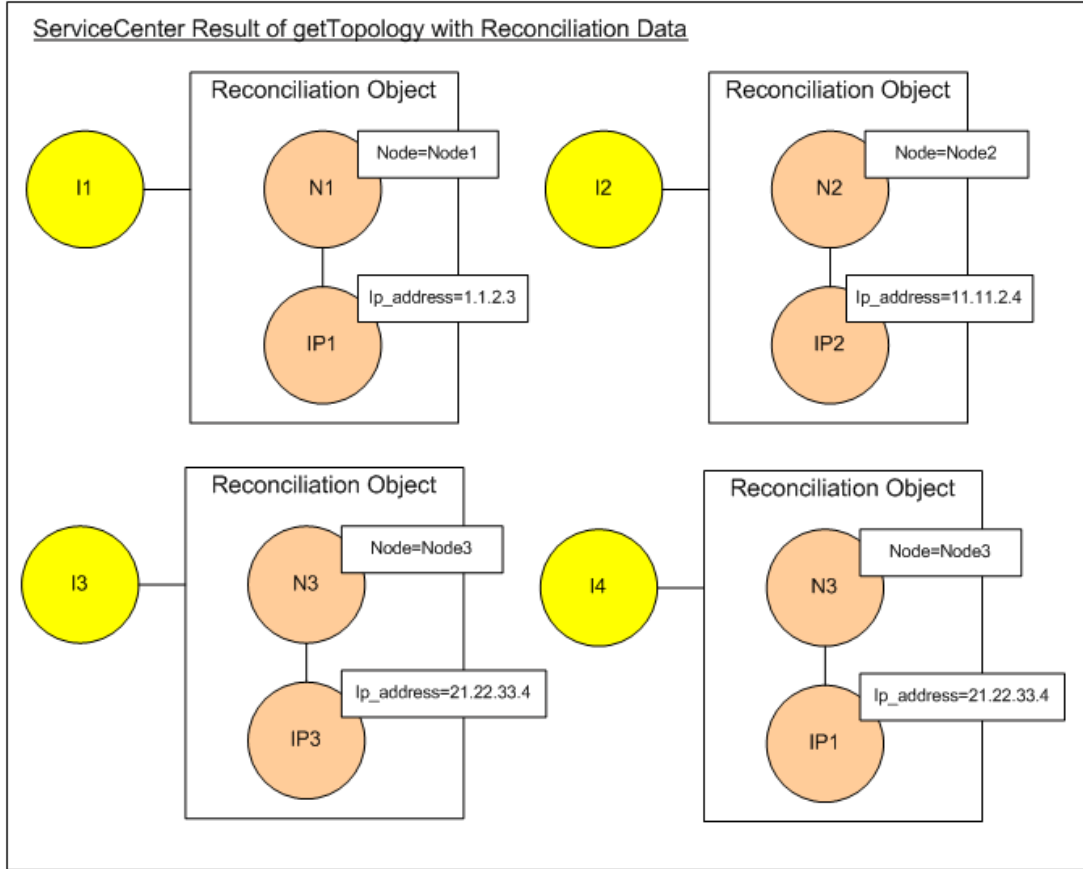 ServiceCenter Result of getTopology with Reconciliation Data
Reconciliation Object
I1
N1
Node=Node1
IP1
Ip_address=1.1.2.3
Reconciliation Object
I2
N2
Node=Node2
IP2
Ip_address=11.11.2.4
Reconciliation Object
I3
N3
Node=Node3
IP3
Ip_address=21.22.33.4
Reconciliation Object
I4
N3
Node=Node3
IP1
Ip_address=21.22.33.4